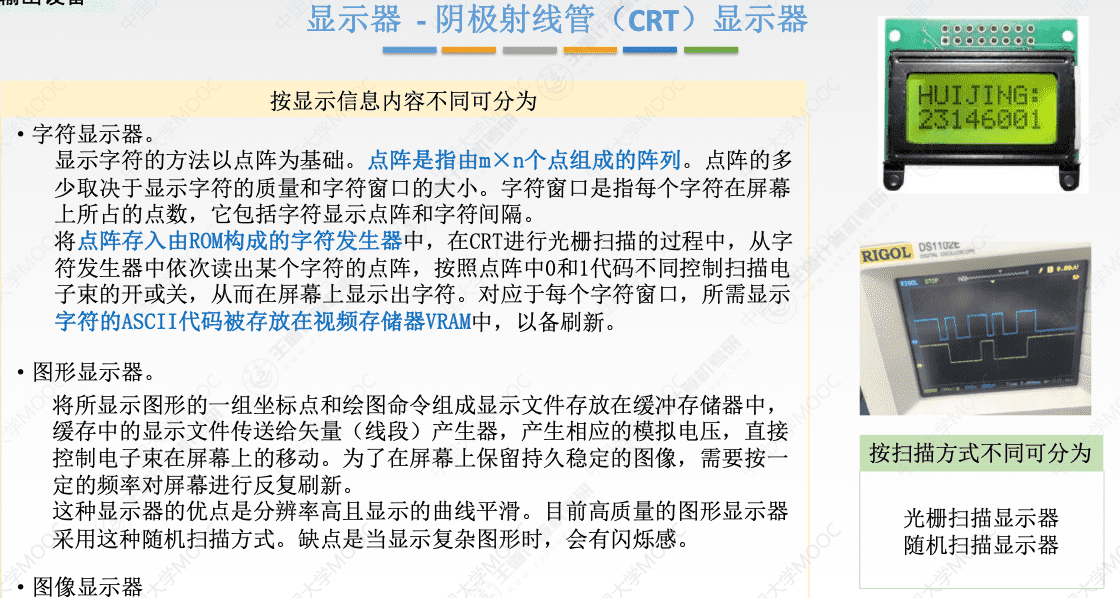 输出设备
显示器 - 阴极射线管（CRT）显示器
按显示信息内容不同可分为
• 字符显示器。
显示字符的方法以点阵为基础。点阵是指由m×n个点组成的阵列。点阵的多
少取决于显示字符的质量和字符窗口的大小。字符窗口是指每个字符在屏幕
上所占的点数，它包括字符显示点阵和字符间隔。
将点阵存入由ROM构成的字符发生器中，在CRT进行光栅扫描的过程中，从字
符发生器中依次读出某个字符的点阵，按照点阵中0和1代码不同控制扫描电
子束的开或关，从而在屏幕上显示出字符。对应于每个字符窗口，所需显示
字符的ASCII代码被存放在视频存储器VRAM中，以备刷新。
• 图形显示器。
将所显示图形的一组坐标点和绘图命令组成显示文件存放在缓冲存储器中，
缓存中的显示文件传送给矢量（线段）产生器，产生相应的模拟电压，直接
控制电子束在屏幕上的移动。为了在屏幕上保留持久稳定的图像，需要按一
定的频率对屏幕进行反复刷新。
这种显示器的优点是分辨率高且显示的曲线平滑。目前高质量的图形显示器
采用这种随机扫描方式。缺点是当显示复杂图形时，会有闪烁感。
• 图像显示器
HUIJING:
23146001
RIGOL DS1102E
DIGITAL OSCILLOSCOPE
RIGOL STOP
按扫描方式不同可分为
光栅扫描显示器
随机扫描显示器